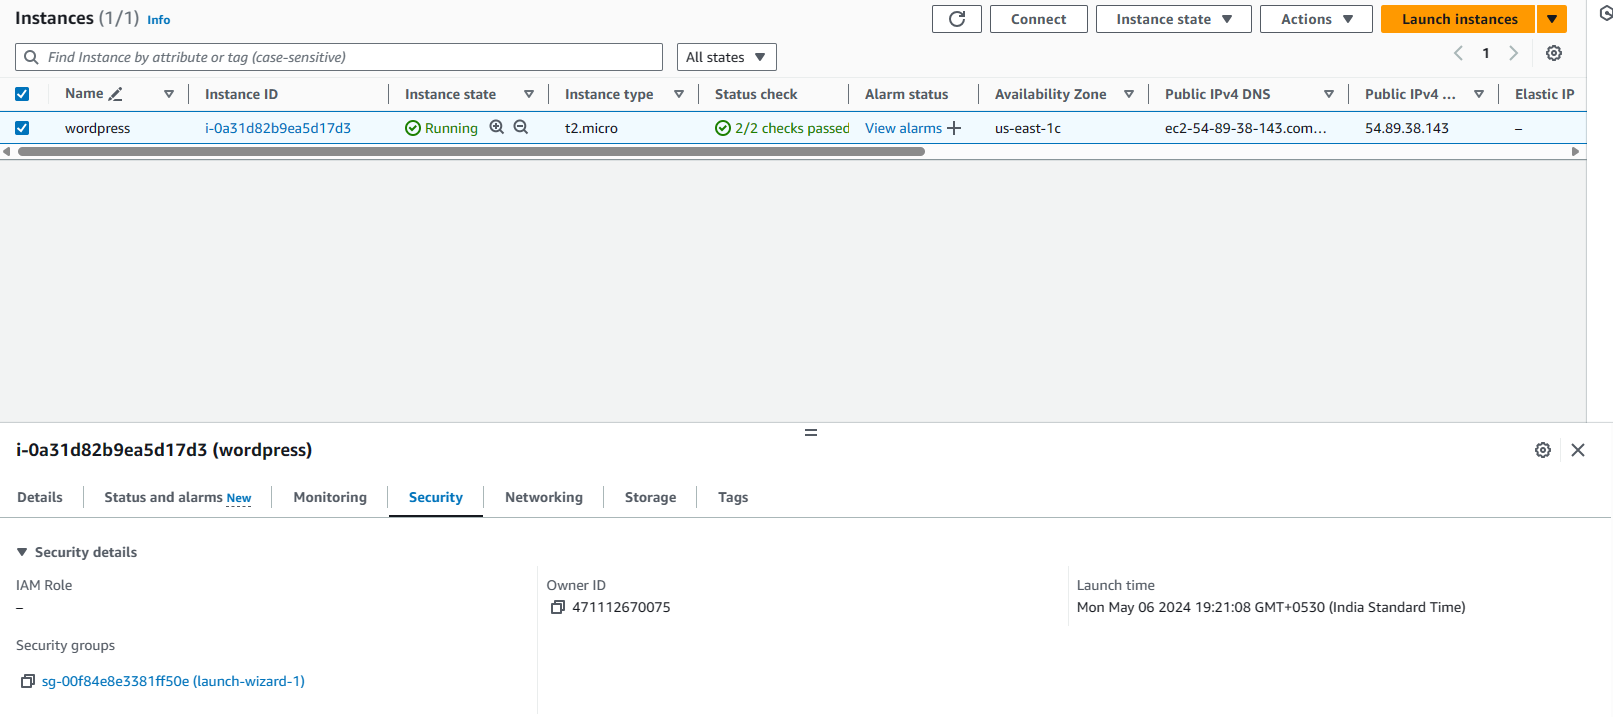 Instances (1/1) Info
Connect
Instance state
Actions
Launch instances
Find Instance by attribute or tag (case-sensitive)
All states
1
Name
Instance ID
Instance state
Instance type
Status check
Alarm status
Availability Zone
Public IPv4 DNS
Public IPv4 ...
Elastic IP
wordpress
i-0a31d82b9ea5d17d3
Running
t2.micro
2/2 checks passed
View alarms
us-east-1c
ec2-54-89-38-143.com...
54.89.38.143
–
i-0a31d82b9ea5d17d3 (wordpress)
Details
Status and alarms New
Monitoring
Security
Networking
Storage
Tags
Security details
IAM Role
–
Owner ID
471112670075
Launch time
Mon May 06 2024 19:21:08 GMT+0530 (India Standard Time)
Security groups
sg-00f84e8e3381ff50e (launch-wizard-1)